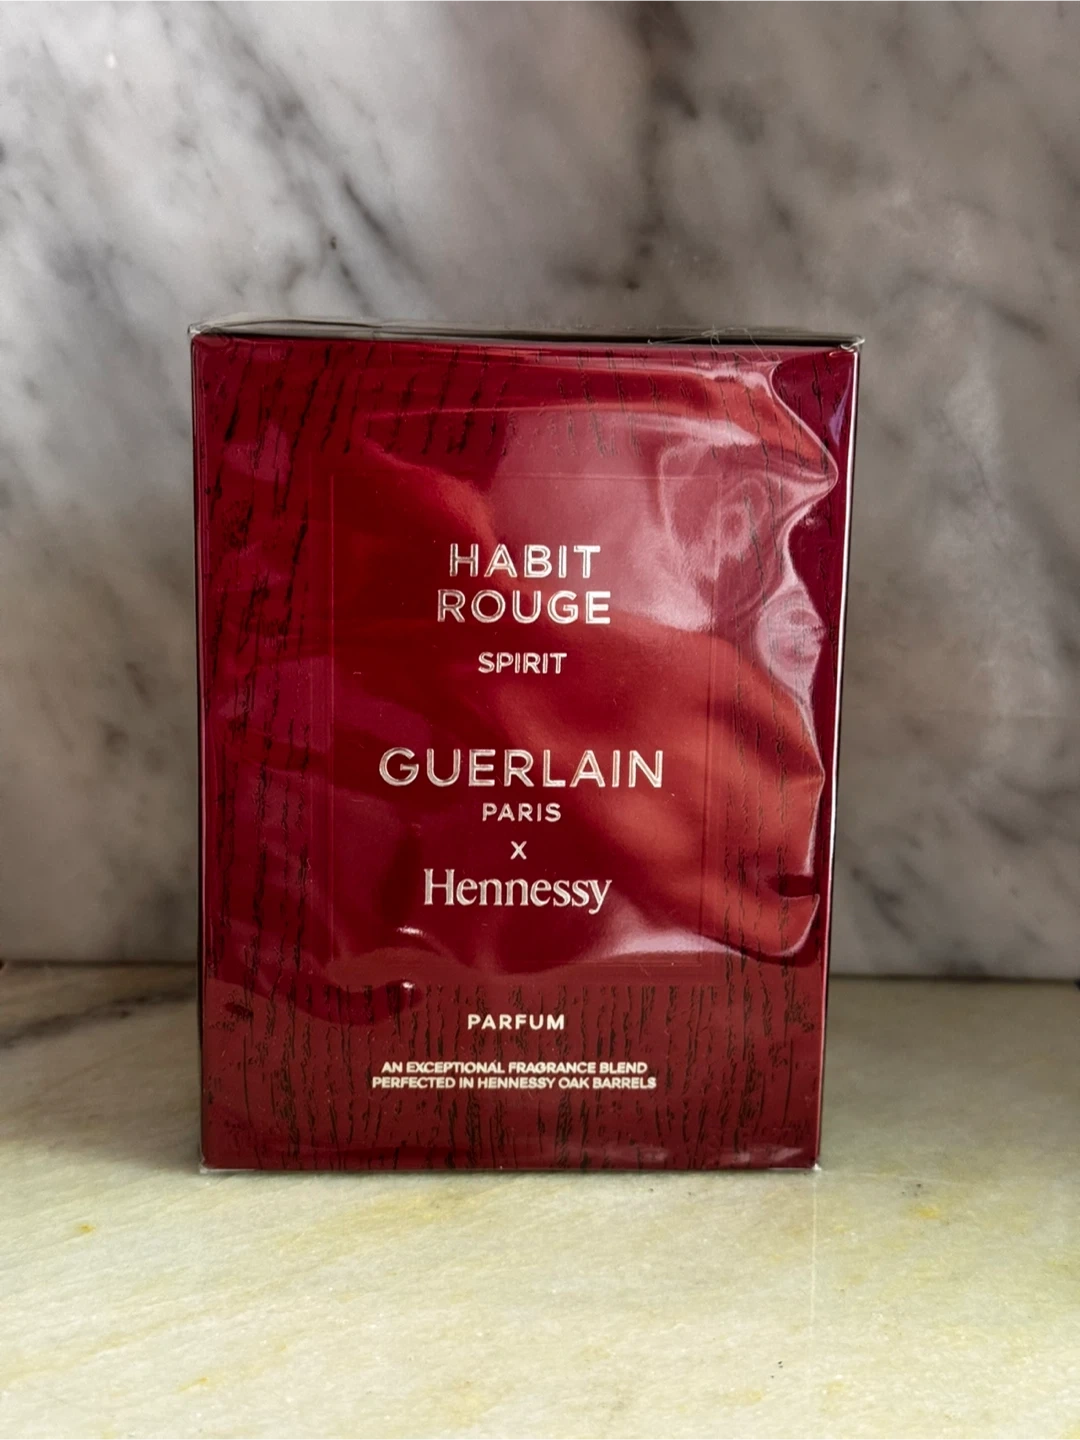 HABIT
ROUGE
SPIRIT
GUERLAIN
PARIS
X
Hennessy
PARFUM
AN EXCEPTIONAL FRAGRANCE BLEND
PERFECTED IN HENNESSY OAK BARRELS